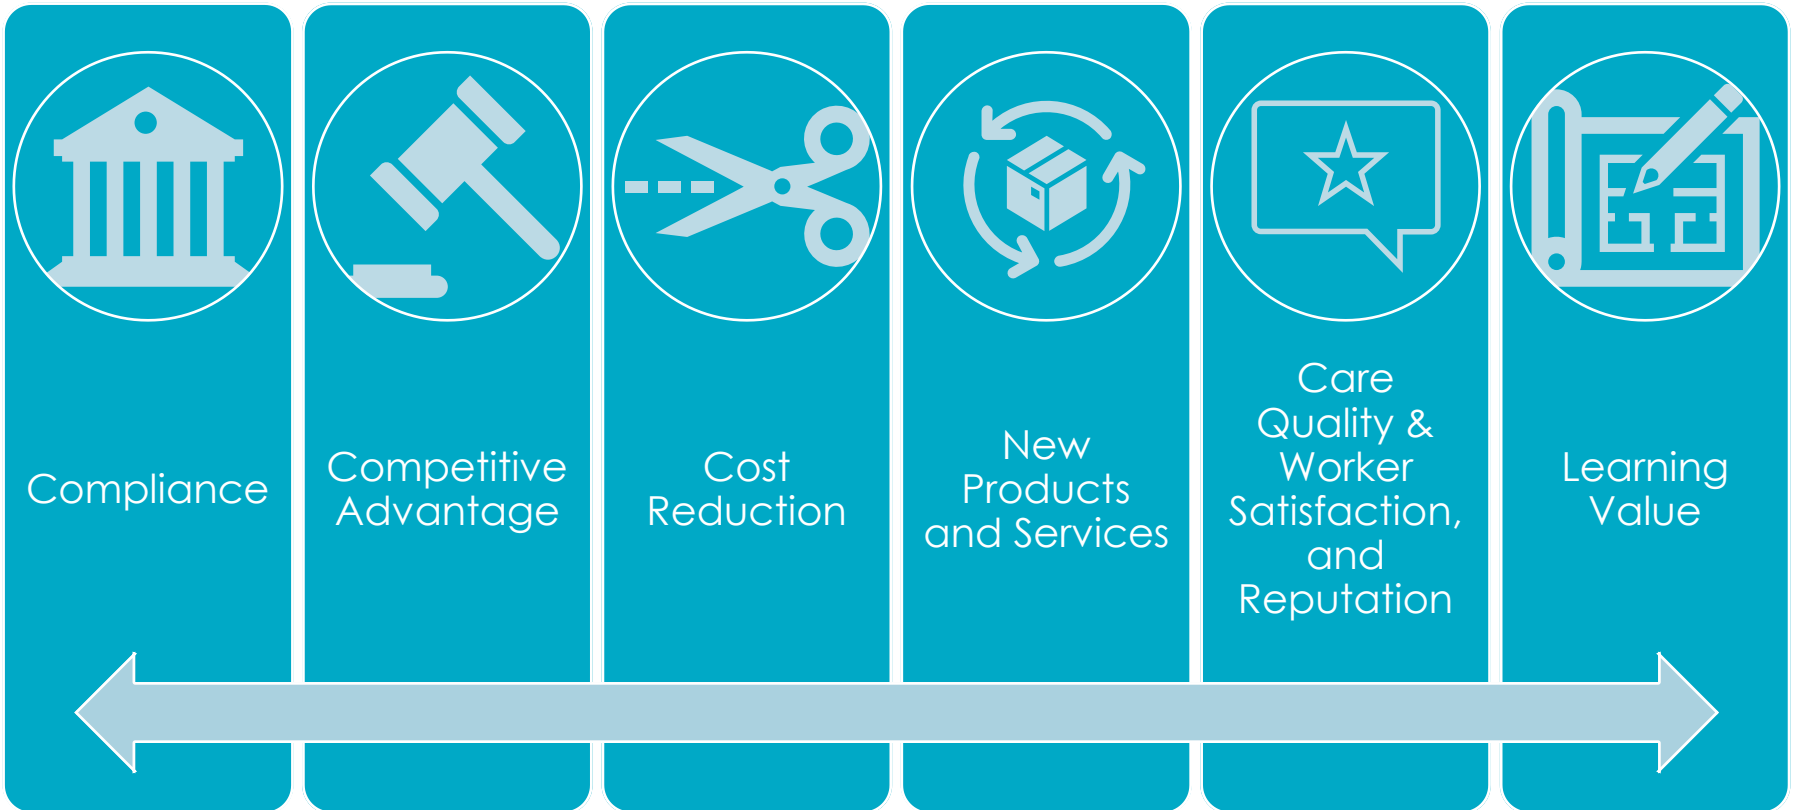 Compliance
Competitive
Advantage
Cost
Reduction
New
Products
and Services
Care
Quality &
Worker
Satisfaction,
and
Reputation
Learning
Value